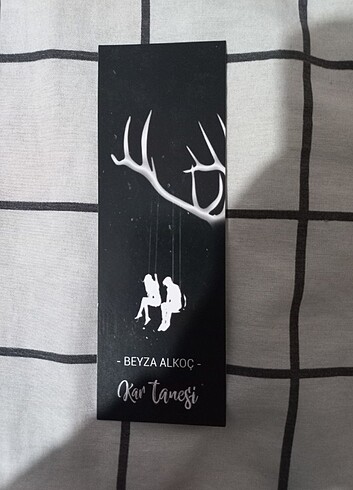 - BEYZA ALKOÇ -
Kar Tanesi